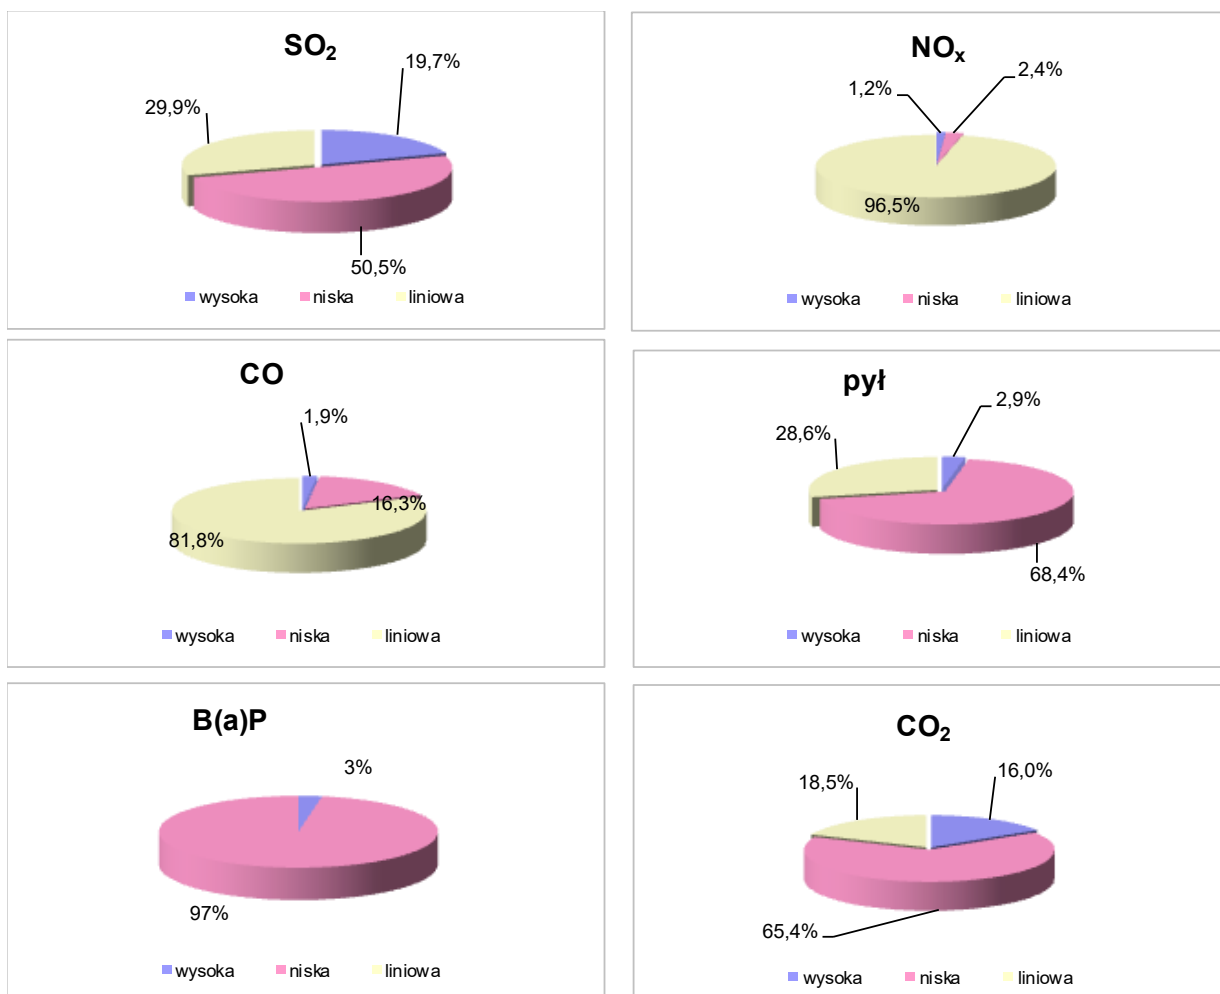 SO₂
19,7%
29,9%
50,5%
wysoka niska liniowa
NOₓ
2,4%
1,2%
96,5%
wysoka niska liniowa
CO
1,9%
16,3%
81,8%
wysoka niska liniowa
pył
2,9%
28,6%
68,4%
wysoka niska liniowa
B(a)P
3%
97%
wysoka niska liniowa
CO₂
16,0%
18,5%
65,4%
wysoka niska liniowa